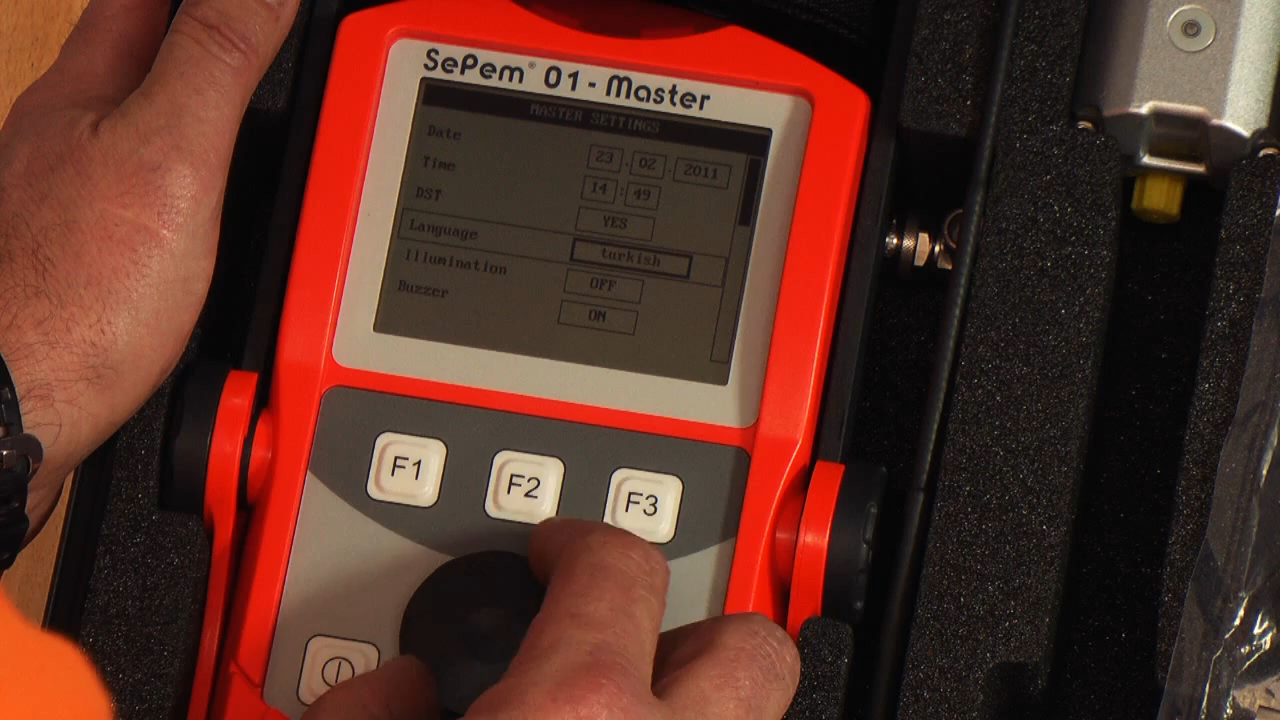 SePem® 01 - Master
MASTER SETTINGS
Date 23 . 02 . 2011
Time 14 : 49
DST YES
Language turkish
Illumination OFF
Buzzer ON
F1 F2 F3